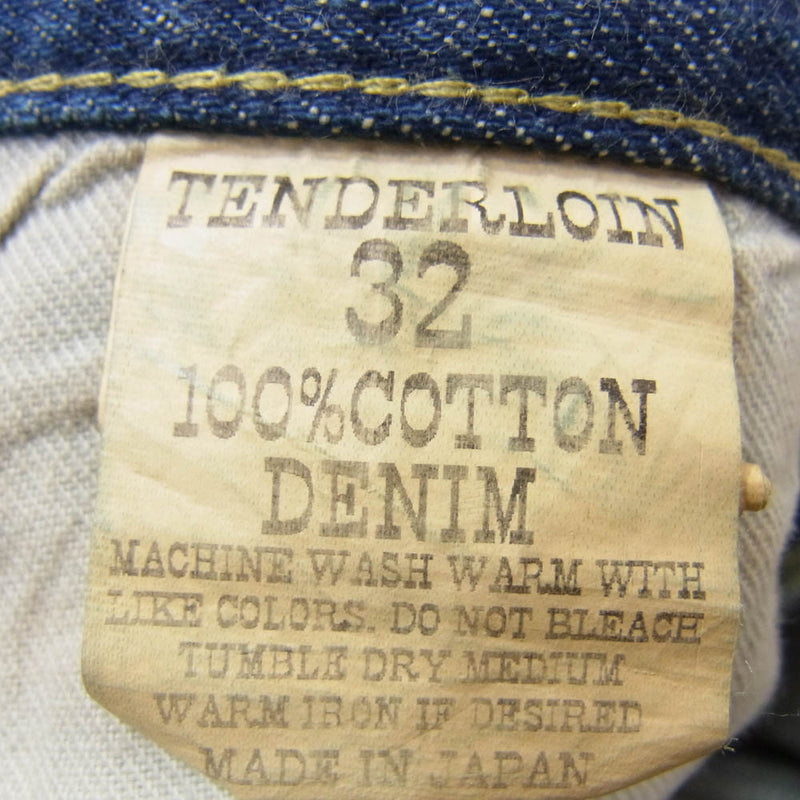 TENDERLOIN
32
100%COTTON
DENIM
MACHINE WASH WARM WITH
LIKE COLORS. DO NOT BLEACH
TUMBLE DRY MEDIUM
WARM IRON IF DESIRED
MADE IN JAPAN